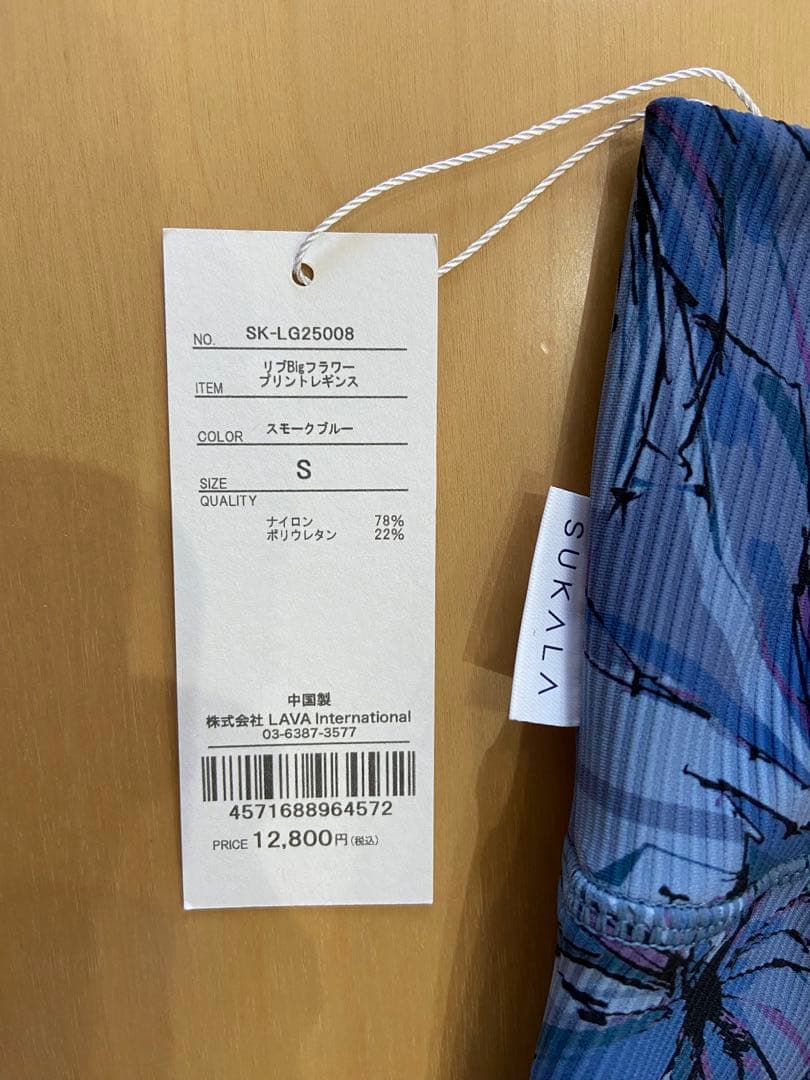 NO. SK-LG25008
ITEM リブBigフラワー
プリントレギンス
COLOR スモークブルー
SIZE S
QUALITY
ナイロン 78%
ポリウレタン 22%
中国製
株式会社 LAVA International
03-6387-3577
4571688964572
PRICE 12,800円(税込)
SUKALA